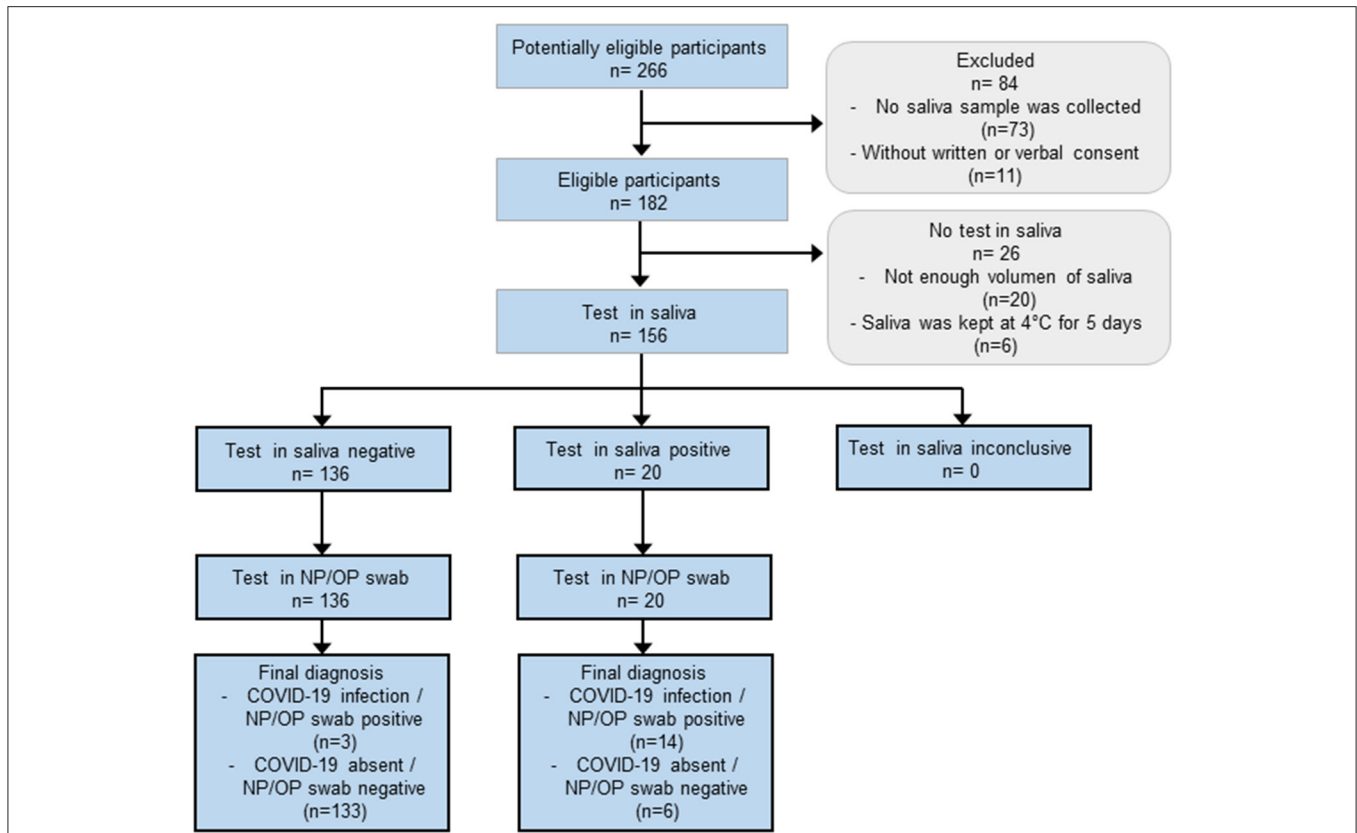 Potentially eligible participants
n= 266
Excluded
n= 84
- No saliva sample was collected
(n=73)
- Without written or verbal consent
(n=11)
Eligible participants
n= 182
No test in saliva
n= 26
- Not enough volumen of saliva
(n=20)
- Saliva was kept at 4°C for 5 days
(n=6)
Test in saliva
n= 156
Test in saliva negative
n= 136
Test in saliva positive
n= 20
Test in saliva inconclusive
n= 0
Test in NP/OP swab
n= 136
Test in NP/OP swab
n= 20
Final diagnosis
- COVID-19 infection /
NP/OP swab positive
(n=3)
- COVID-19 absent /
NP/OP swab negative
(n=133)
Final diagnosis
- COVID-19 infection /
NP/OP swab positive
(n=14)
- COVID-19 absent /
NP/OP swab negative
(n=6)